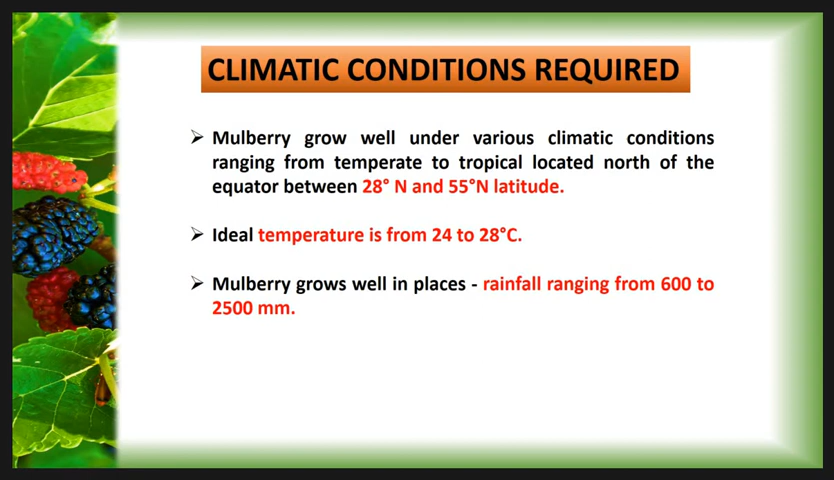 CLIMATIC CONDITIONS REQUIRED
➢ Mulberry grow well under various climatic conditions
ranging from temperate to tropical located north of the
equator between 28° N and 55°N latitude.
➢ Ideal temperature is from 24 to 28°C.
➢ Mulberry grows well in places - rainfall ranging from 600 to
2500 mm.